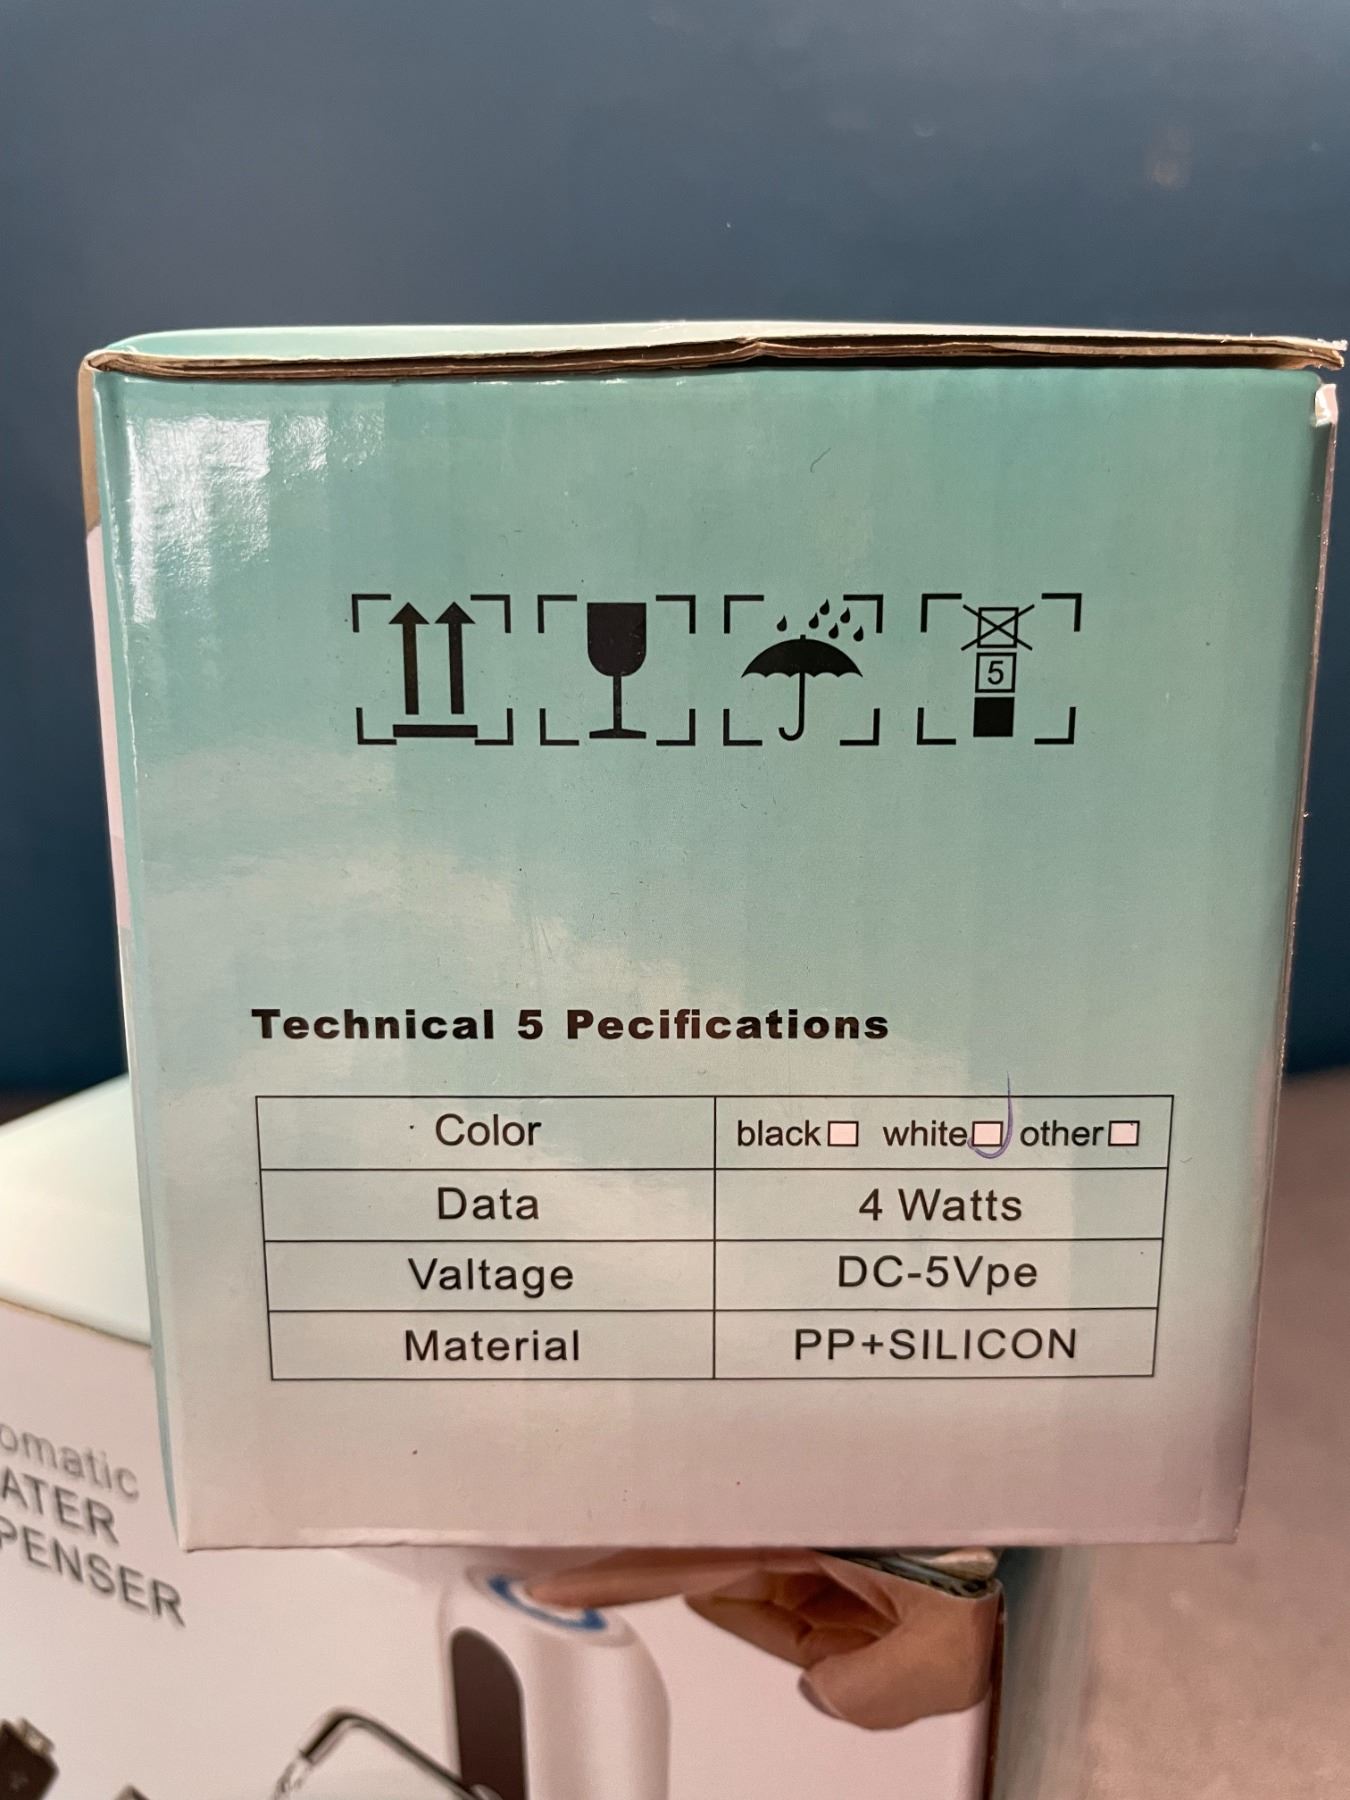 5
Technical 5 Pecifications
Color black white other
Data 4 Watts
Valtage DC-5Vpe
Material PP+SILICON
omatic
ATER
PENSER